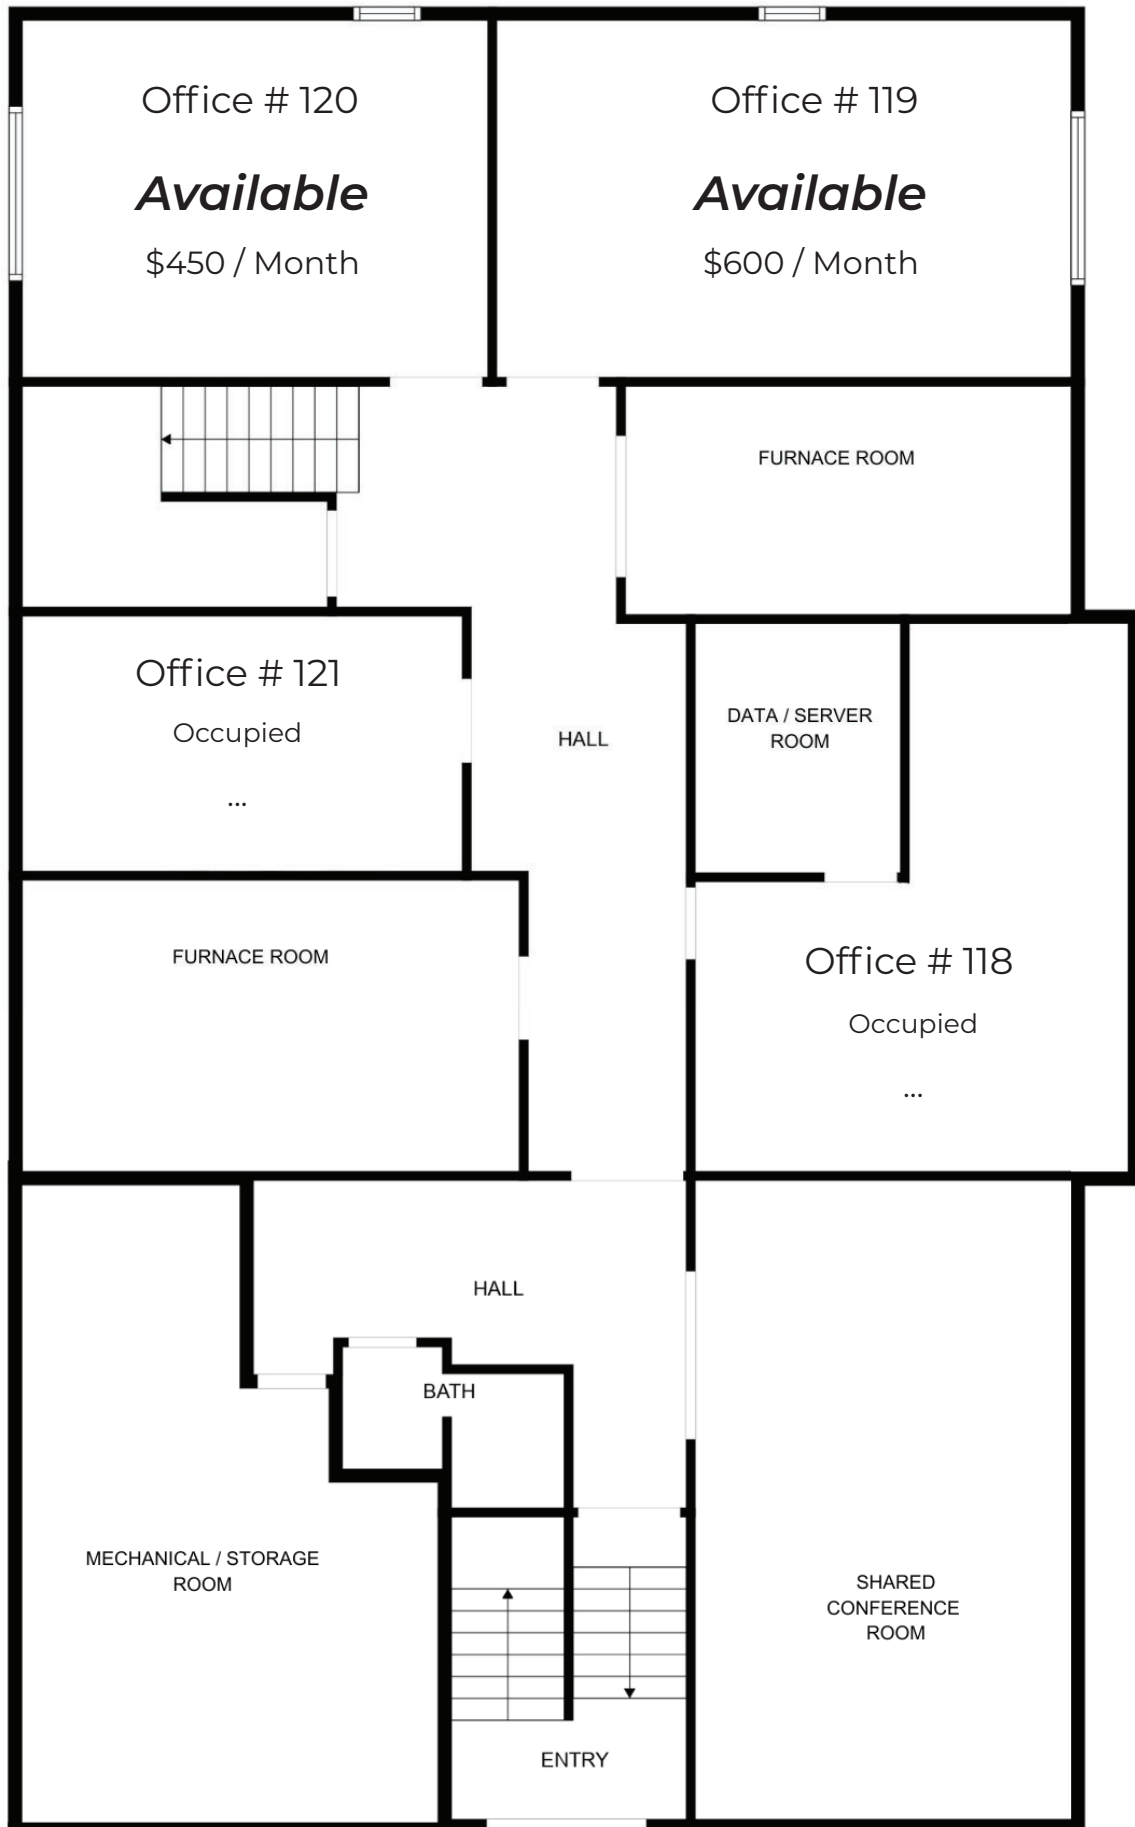 Office # 120
Available
$450 / Month
Office # 119
Available
$600 / Month
FURNACE ROOM
Office # 121
Occupied
...
HALL
DATA / SERVER
ROOM
FURNACE ROOM
Office # 118
Occupied
...
HALL
BATH
MECHANICAL / STORAGE
ROOM
SHARED
CONFERENCE
ROOM
ENTRY